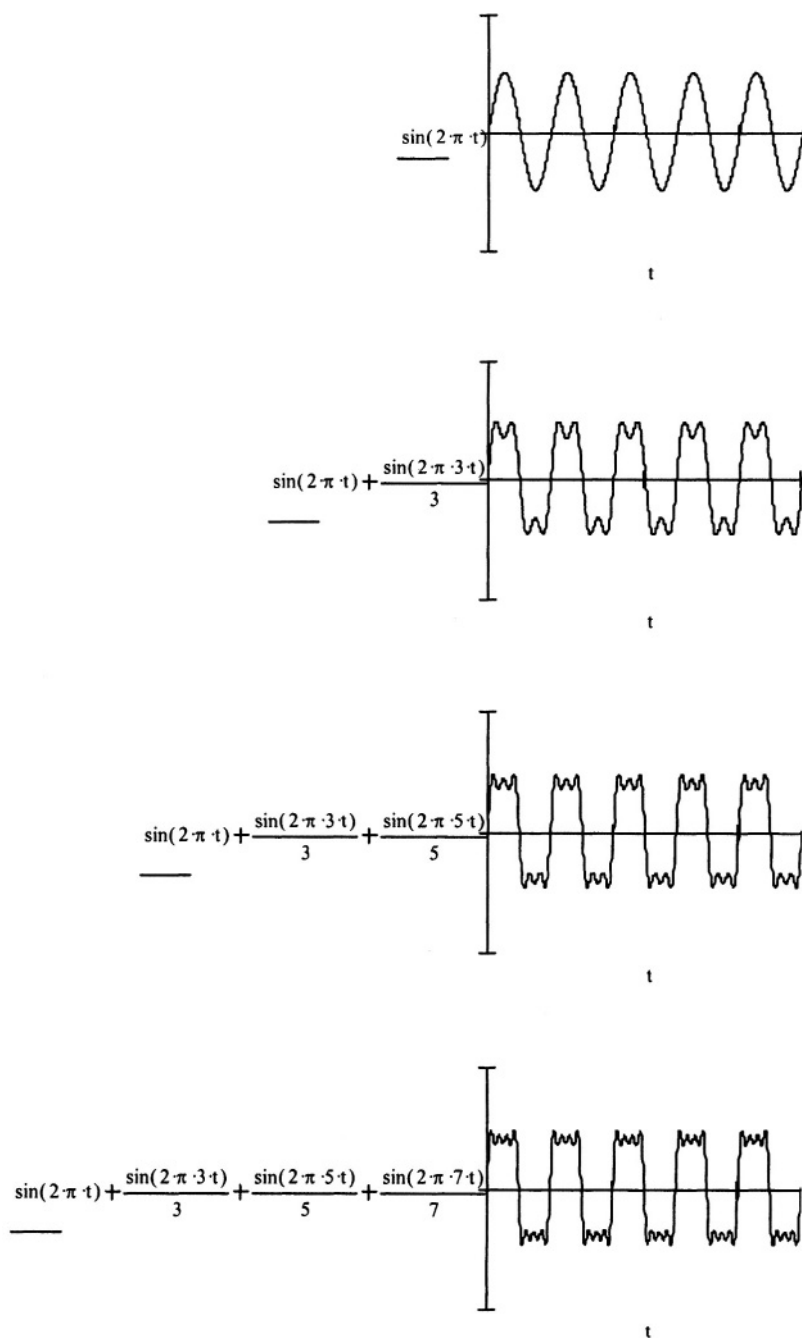 sin(2·π·t)
t
sin(2·π·t)+sin(2·π·3·t)/3
t
sin(2·π·t)+sin(2·π·3·t)/3+sin(2·π·5·t)/5
t
sin(2·π·t)+sin(2·π·3·t)/3+sin(2·π·5·t)/5+sin(2·π·7·t)/7
t